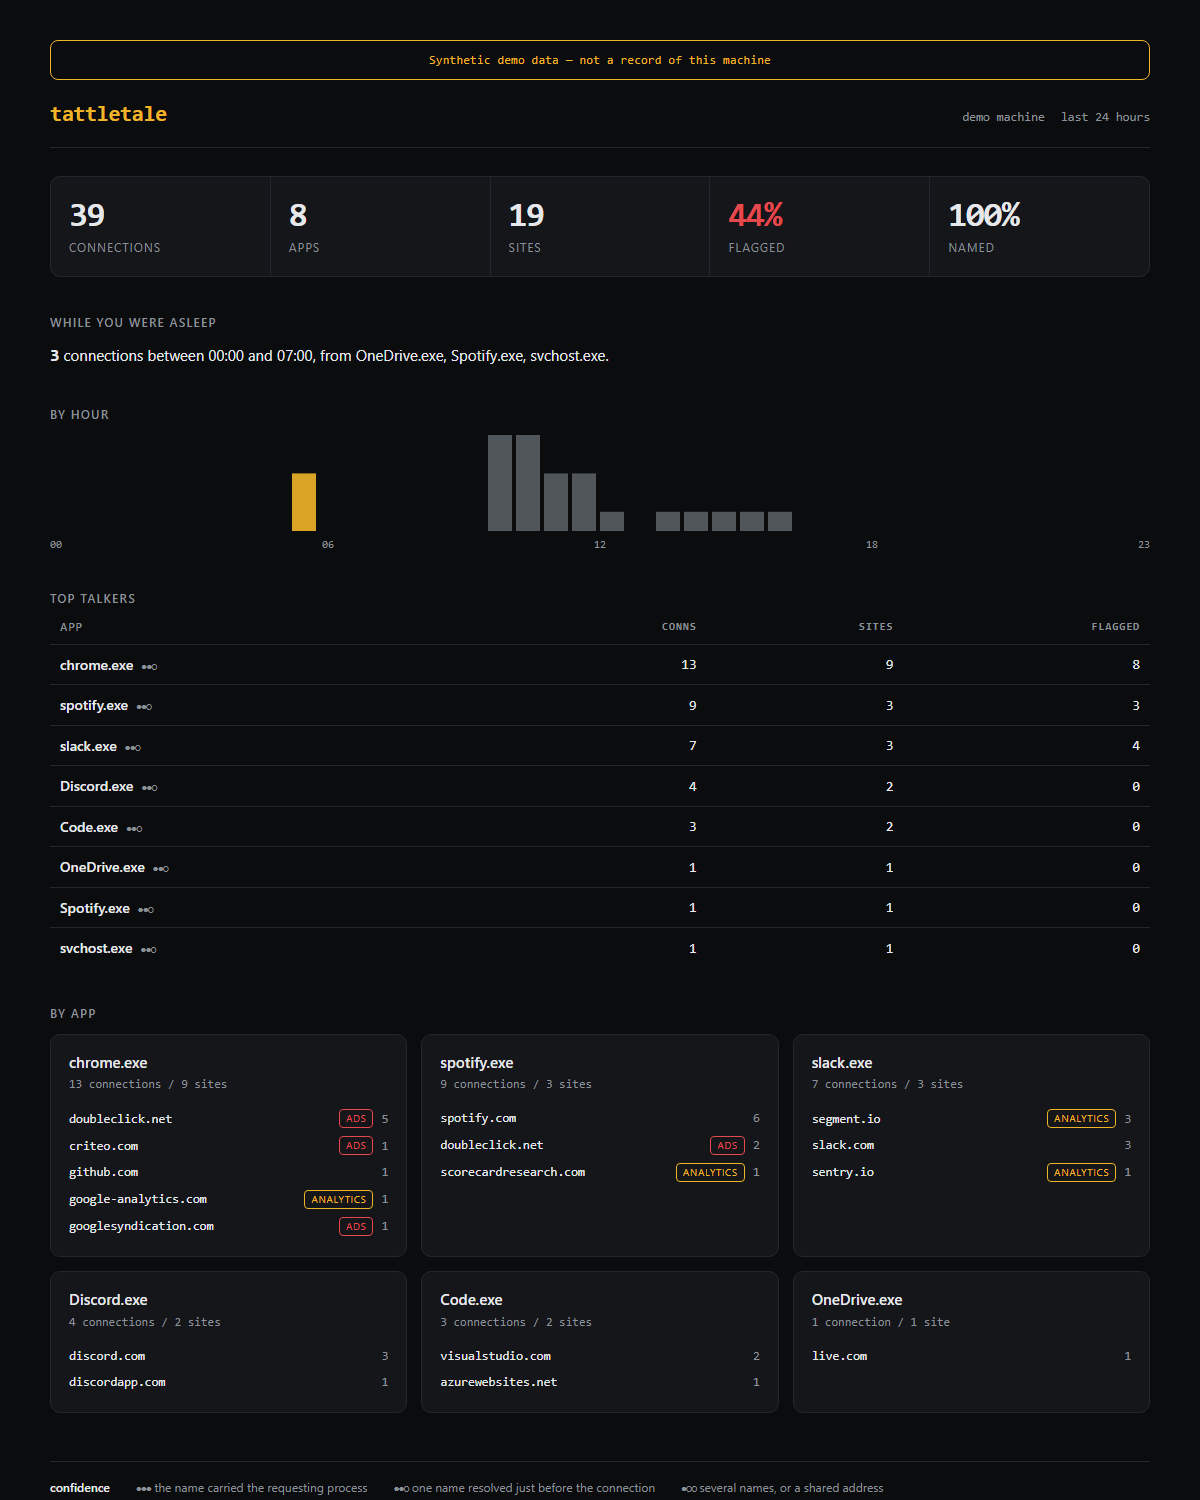 Synthetic demo data — not a record of this machine
tattletale
demo machine last 24 hours
39 8 19 44% 100%
CONNECTIONS APPS SITES FLAGGED NAMED
WHILE YOU WERE ASLEEP
3 connections between 00:00 and 07:00, from OneDrive.exe, Spotify.exe, svchost.exe.
BY HOUR
00 06 12 18 23
TOP TALKERS
APP CONNS SITES FLAGGED
chrome.exe ●●○ 13 9 8
spotify.exe ●●○ 9 3 3
slack.exe ●●○ 7 3 4
Discord.exe ●●○ 4 2 0
Code.exe ●●○ 3 2 0
OneDrive.exe ●●○ 1 1 0
Spotify.exe ●●○ 1 1 0
svchost.exe ●●○ 1 1 0
BY APP
chrome.exe
13 connections / 9 sites
doubleclick.net ADS 5
criteo.com ADS 1
github.com 1
google-analytics.com ANALYTICS 1
googlesyndication.com ADS 1
spotify.exe
9 connections / 3 sites
spotify.com 6
doubleclick.net ADS 2
scorecardresearch.com ANALYTICS 1
slack.exe
7 connections / 3 sites
segment.io ANALYTICS 3
slack.com 3
sentry.io ANALYTICS 1
Discord.exe
4 connections / 2 sites
discord.com 3
discordapp.com 1
Code.exe
3 connections / 2 sites
visualstudio.com 2
azurewebsites.net 1
OneDrive.exe
1 connection / 1 site
live.com 1
confidence ●●● the name carried the requesting process ●●○ one name resolved just before the connection ●○○ several names, or a shared address